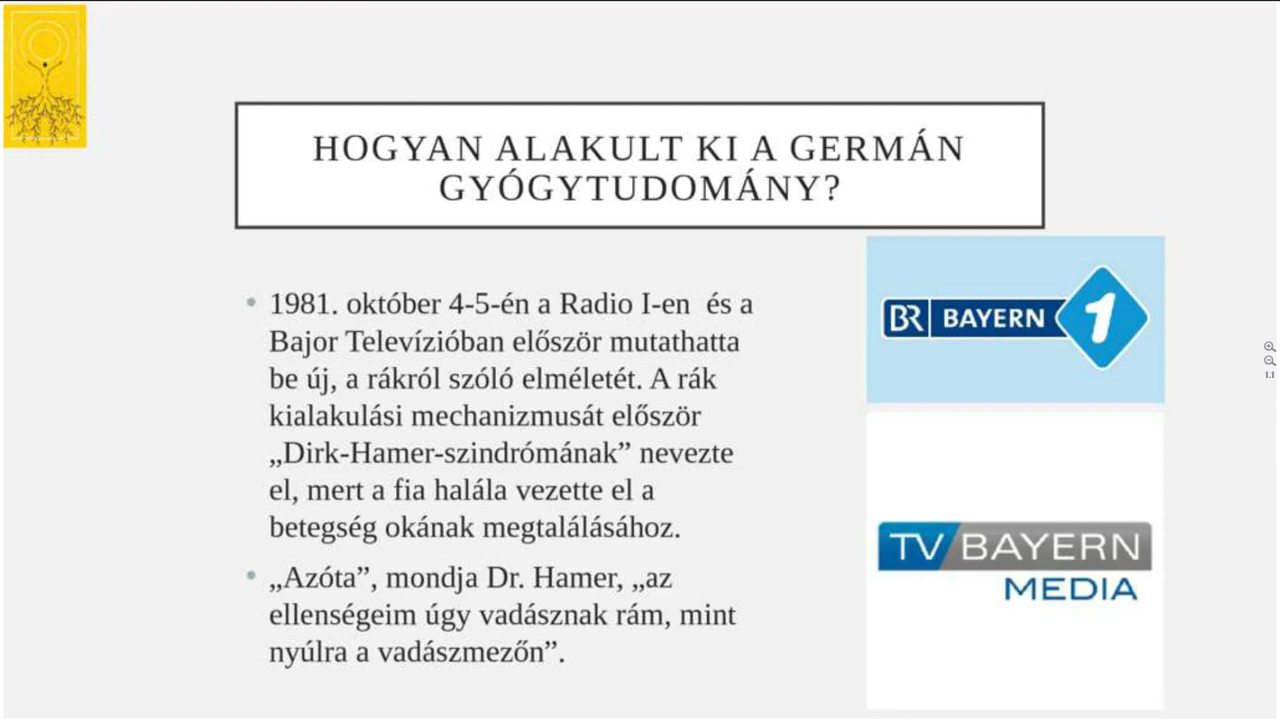 HOGYAN ALAKULT KI A GERMÁN
GYÓGYTUDOMÁNY?
• 1981. október 4-5-én a Radio I-en és a
Bajor Televízióban először mutathatta
be új, a rákról szóló elméletét. A rák
kialakulási mechanizmusát először
„Dirk-Hamer-szindrómának” nevezte
el, mert a fia halála vezette el a
betegség okának megtalálásához.
• „Azóta”, mondja Dr. Hamer, „az
ellenségeim úgy vadásznak rám, mint
nyúlra a vadászmezőn”.
BR BAYERN 1
TV BAYERN
MEDIA
1.1